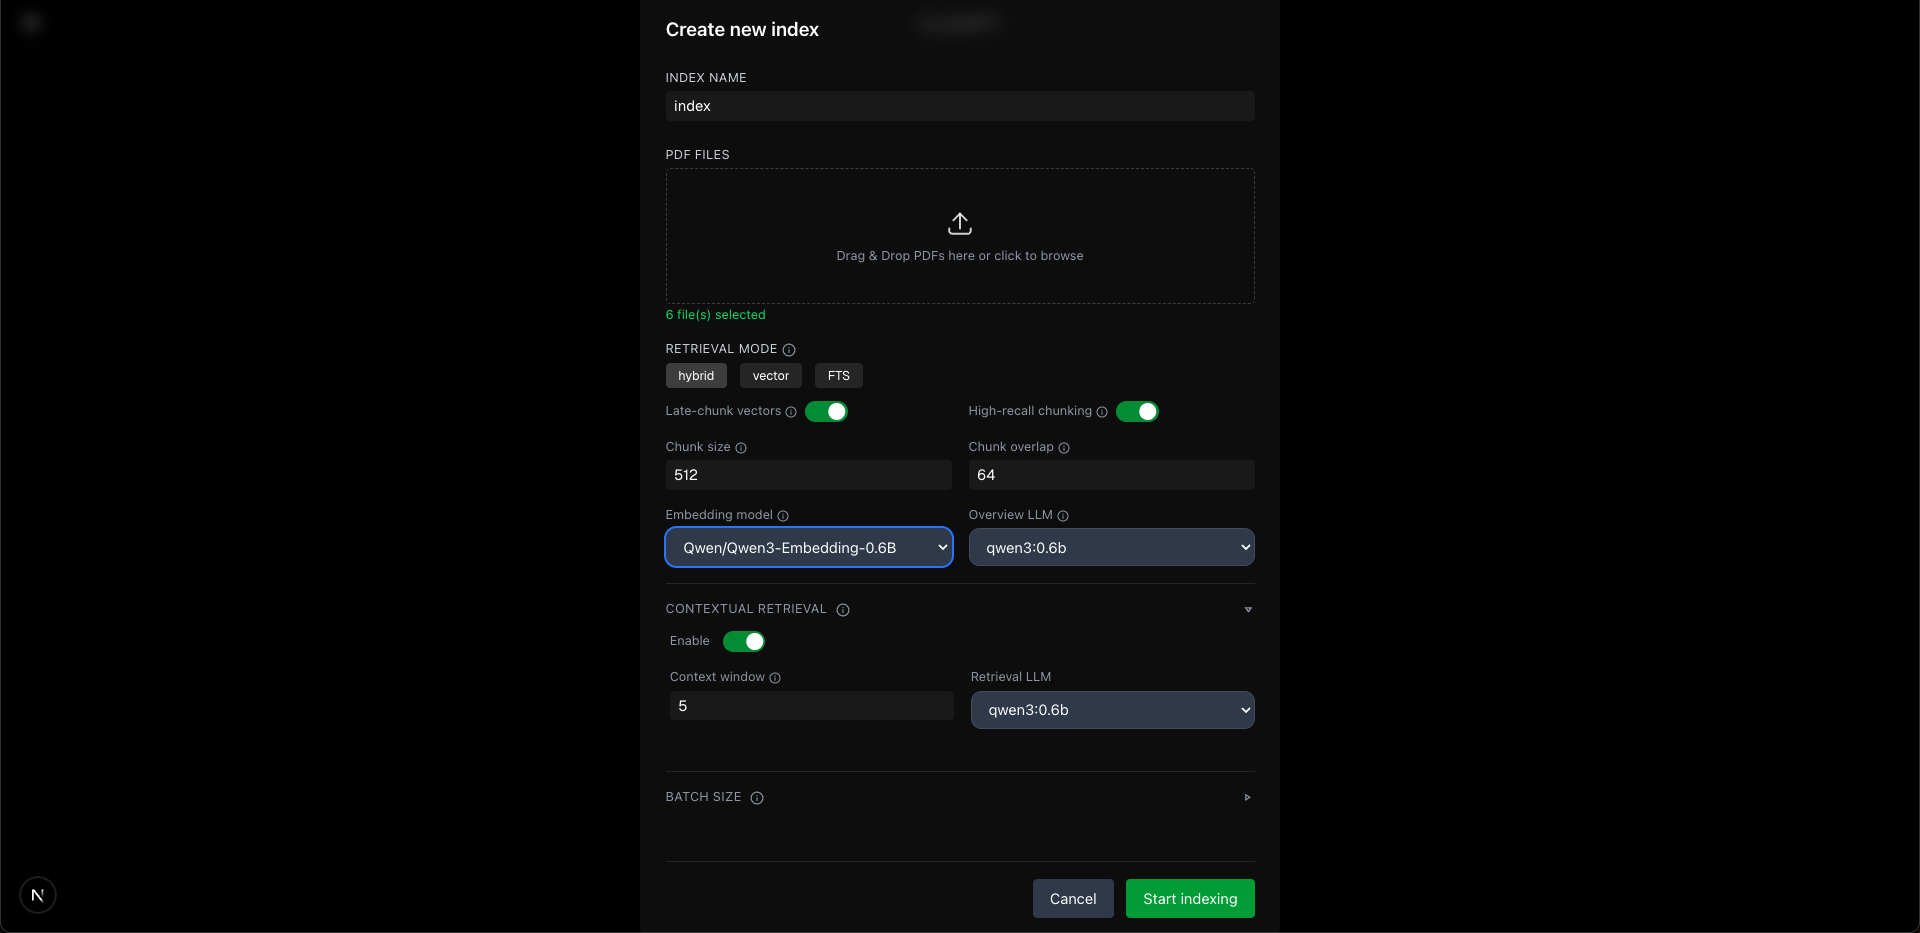 Create new index
INDEX NAME
index
PDF FILES
Drag & Drop PDFs here or click to browse
6 file(s) selected
RETRIEVAL MODE
hybrid vector FTS
Late-chunk vectors High-recall chunking
Chunk size Chunk overlap
512 64
Embedding model Overview LLM
Qwen/Qwen3-Embedding-0.6B qwen3:0.6b
CONTEXTUAL RETRIEVAL
Enable
Context window Retrieval LLM
5 qwen3:0.6b
BATCH SIZE
N Cancel Start indexing